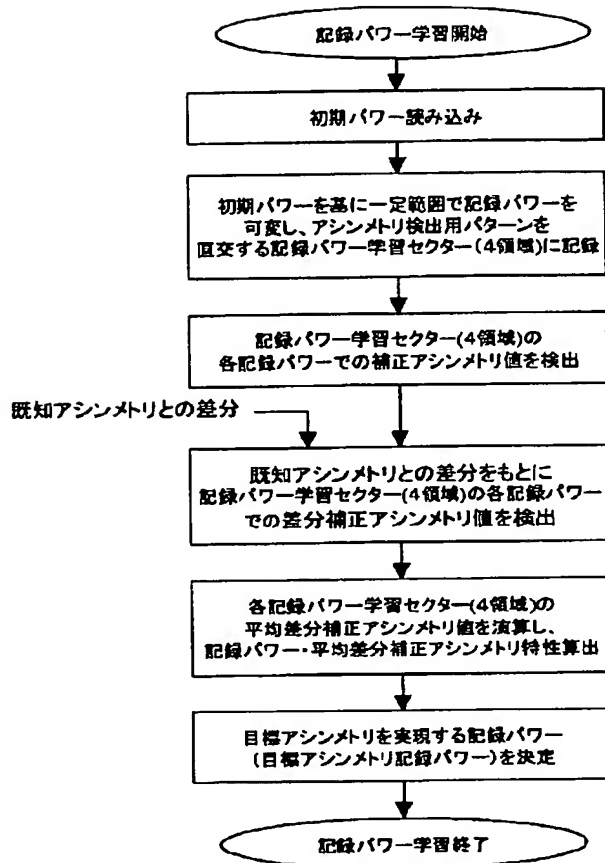 記録パワー学習開始
初期パワー読み込み
初期パワーを基に一定範囲で記録パワーを
可変し、アシンメトリ検出用パターンを
直交する記録パワー学習セクター(4領域)に記録
記録パワー学習セクター(4領域)の
各記録パワーでの補正アシンメトリ値を検出
既知アシンメトリとの差分
既知アシンメトリとの差分をもとに
記録パワー学習セクター(4領域)の各記録パワー
での差分補正アシンメトリ値を検出
各記録パワー学習セクター(4領域)の
平均差分補正アシンメトリ値を演算し、
記録パワー・平均差分補正アシンメトリ特性算出
目標アシンメトリを実現する記録パワー
(目標アシンメトリ記録パワー)を決定
記録パワー学習終了